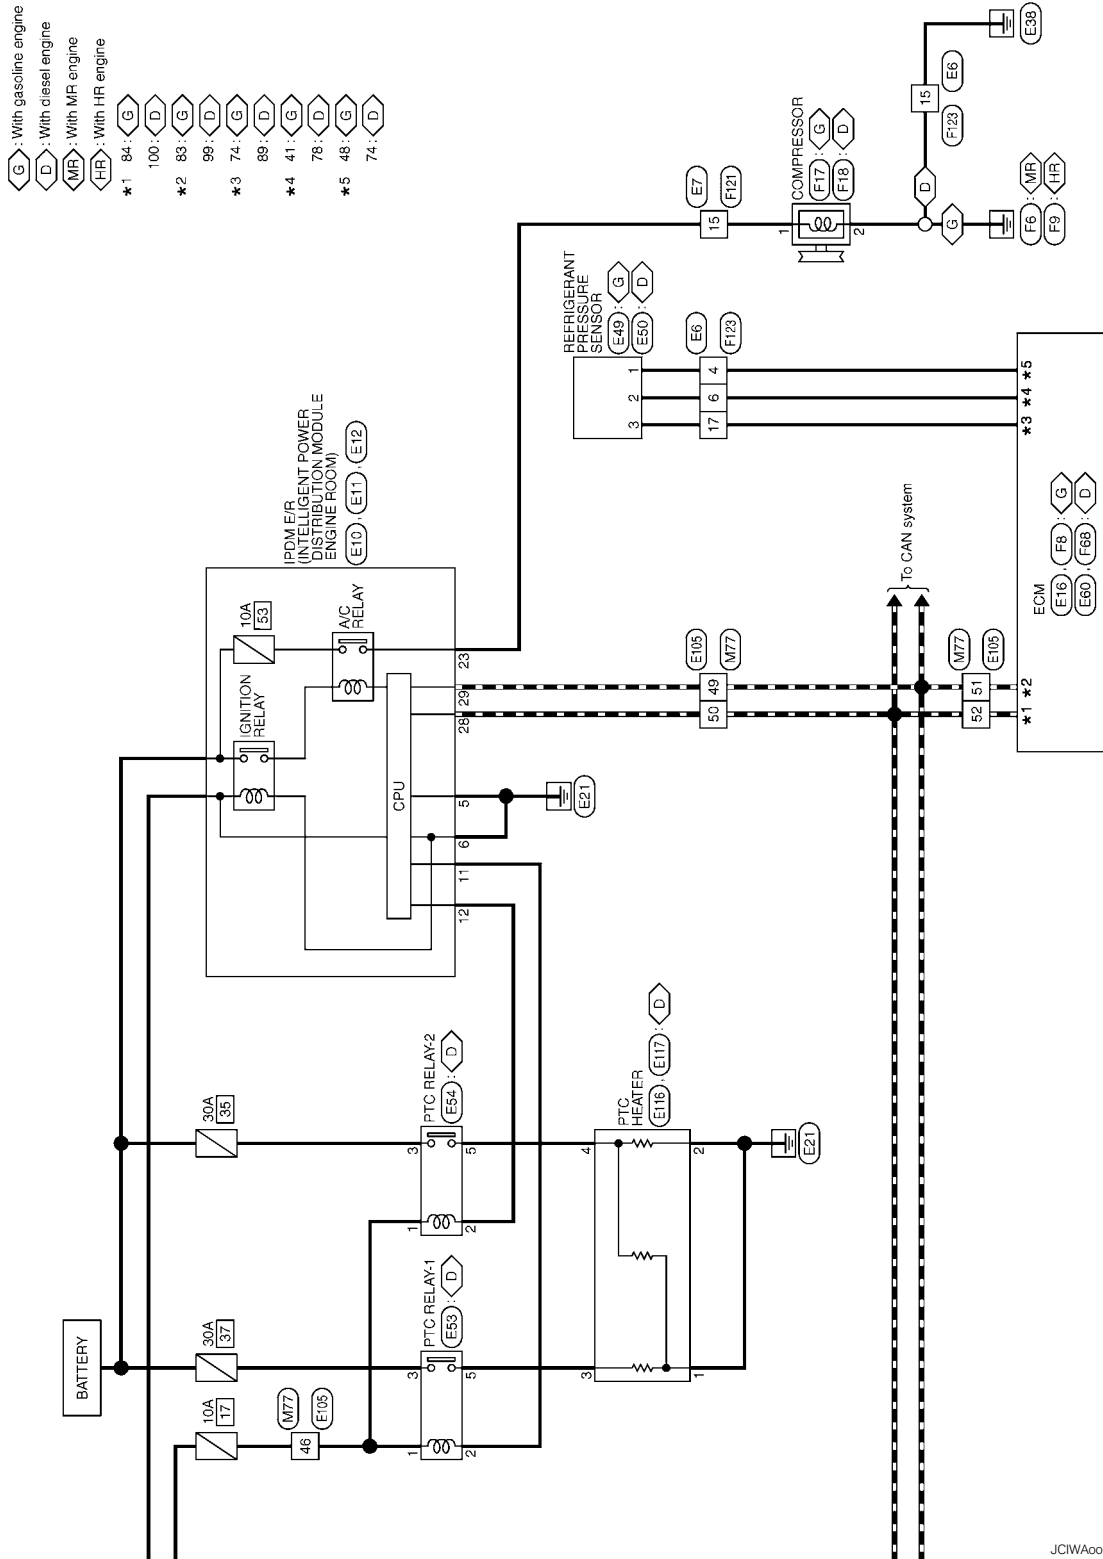 G : With gasoline engine
D : With diesel engine
MR : With MR engine
HR : With HR engine
*1 84 : G
100 : D
*2 83 : G
99 : D
*3 74 : G
89 : D
*4 41 : G
78 : D
*5 48 : G
74 : D
BATTERY
10A 17
30A 37
30A 35
M77
46
E105
PTC RELAY-1
E53 : D
1 3
2 5
PTC RELAY-2
E54 : D
1 3
2 5
PTC
HEATER
E116 , E117 : D
3 4
1 2
E21
IPDM E/R
(INTELLIGENT POWER
DISTRIBUTION MODULE
ENGINE ROOM)
E10 , E11 , E12
IGNITION
RELAY
10A 53
A/C
RELAY
CPU
12 11 6 5 28 29 23
E21
E105
50 49
M77
To CAN system
M77
52 51
E105
*1 *2 *3 *4 *5
ECM
E16 , F8 : G
E60 , F68 : D
REFRIGERANT
PRESSURE
SENSOR
E49 : G
E50 : D
3 2 1
E6
17 6 4
F123
E7
15
F121
COMPRESSOR
F17 : G
F18 : D
1
2
D
G
F6 : MR
F9 : HR
E6
15
F123
E38
JCIWA00